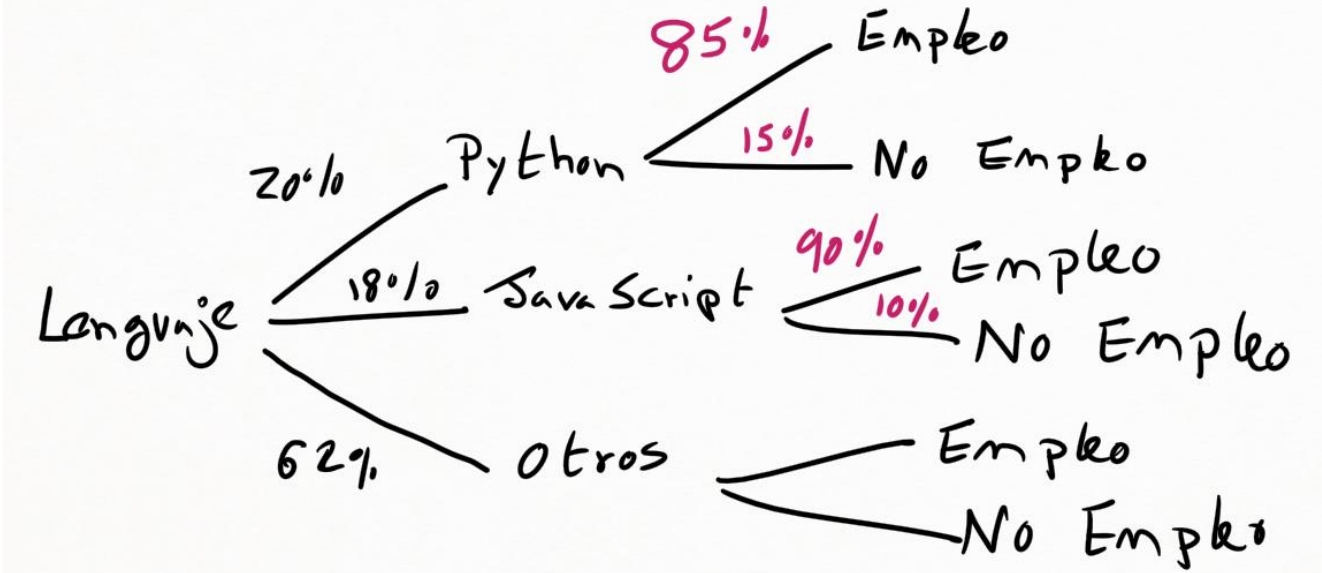 85% Empleo
20% Python 15% No Empleo
90% Empleo
Lenguaje 18% JavaScript 10% No Empleo
62% Otros Empleo
No Empleo